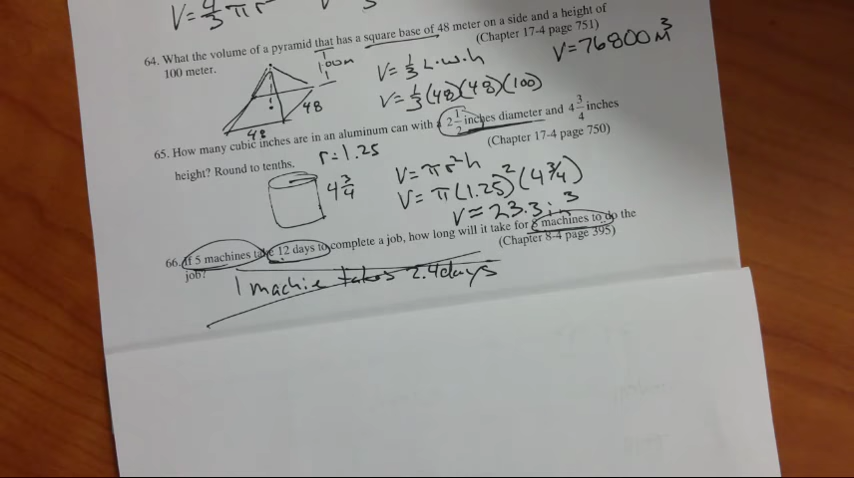 V = 4/3 π r
V 3
64. What the volume of a pyramid that has a square base of 48 meter on a side and a height of
100 meter.
(Chapter 17-4 page 751)
100m
V = 1/3 L·w·h
V = 76800 M³
V = 1/3 (48)(48)(100)
48
48
65. How many cubic inches are in an aluminum can with a 2 1/2 inches diameter and 4 3/4 inches
height? Round to tenths.
(Chapter 17-4 page 750)
r = 1.25
4 3/4
V = π r² h
V = π (1.25)² (4 3/4)
V ≈ 23.3 in³
66. If 5 machines take 12 days to complete a job, how long will it take for 8 machines to do the
job?
(Chapter 8-4 page 395)
1 machie takes 2.4 days